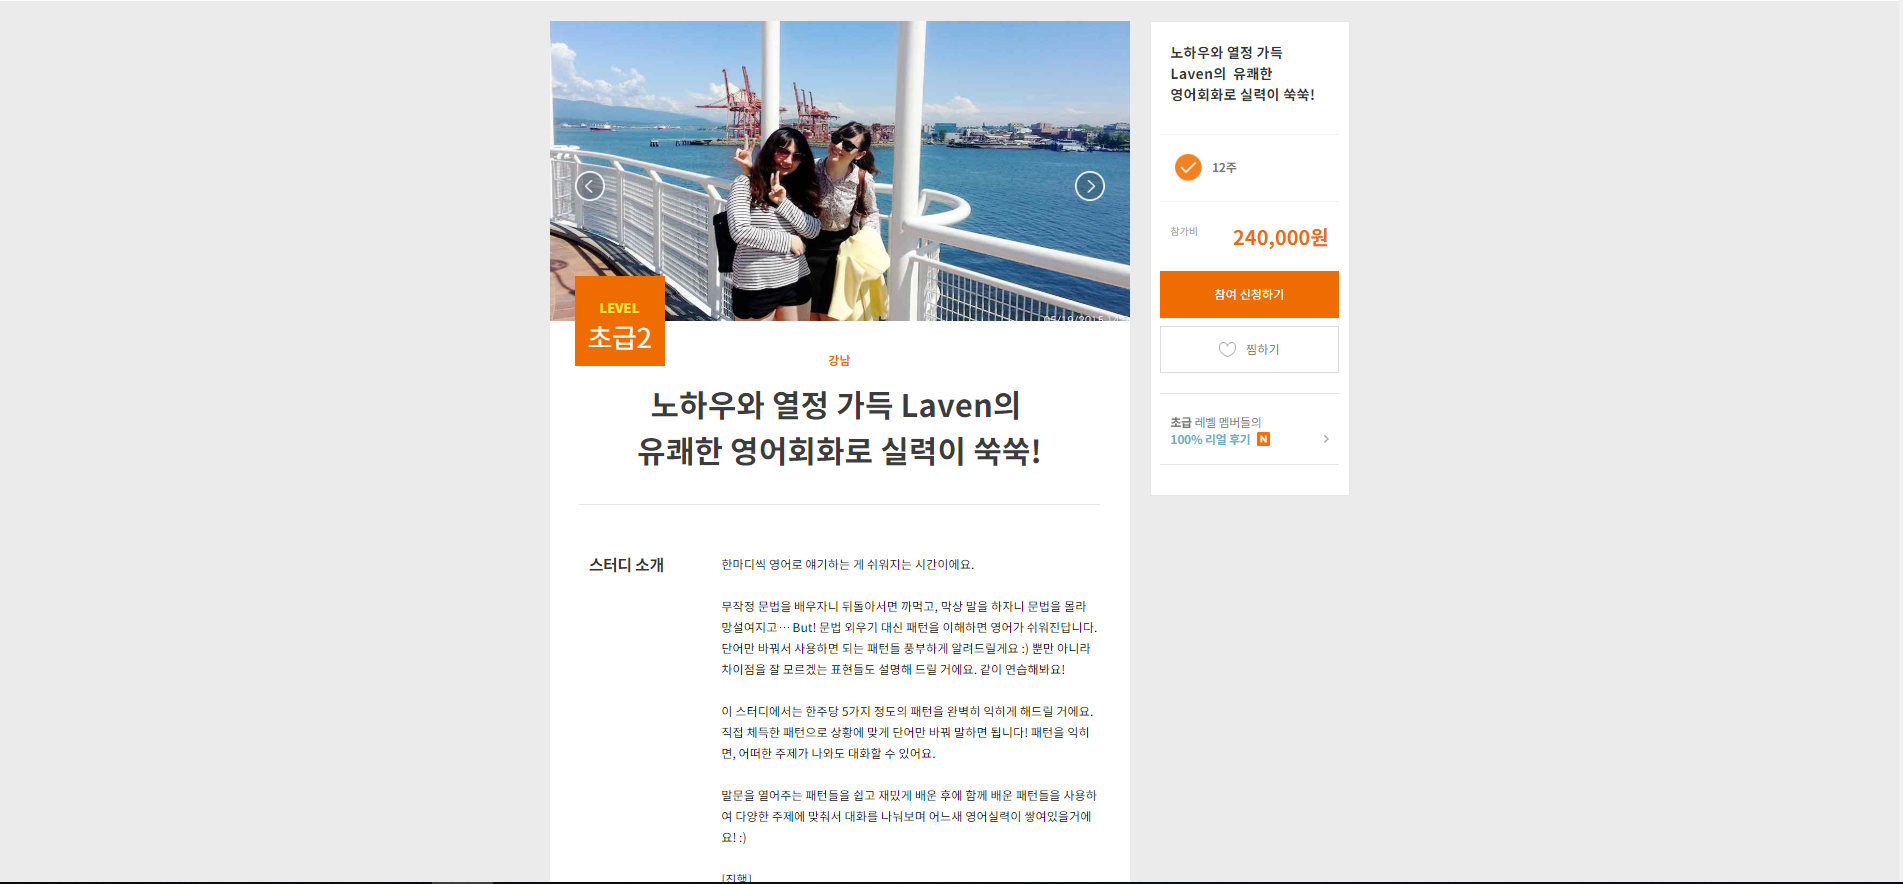 05/19/2015 14
LEVEL
초급2
강남
노하우와 열정 가득 Laven의
유쾌한 영어회화로 실력이 쑥쑥!
스터디 소개
한마디씩 영어로 얘기하는 게 쉬워지는 시간이에요.
무작정 문법을 배우자니 뒤돌아서면 까먹고, 막상 말을 하자니 문법을 몰라
망설여지고… But! 문법 외우기 대신 패턴을 이해하면 영어가 쉬워진답니다.
단어만 바꿔서 사용하면 되는 패턴들 풍부하게 알려드릴게요 :) 뿐만 아니라
차이점을 잘 모르겠는 표현들도 설명해 드릴 거에요. 같이 연습해봐요!
이 스터디에서는 한주당 5가지 정도의 패턴을 완벽히 익히게 해드릴 거에요.
직접 체득한 패턴으로 상황에 맞게 단어만 바꿔 말하면 됩니다! 패턴을 익히
면, 어떠한 주제가 나와도 대화할 수 있어요.
말문을 열어주는 패턴들을 쉽고 재밌게 배운 후에 함께 배운 패턴들을 사용하
여 다양한 주제에 맞춰서 대화를 나눠보며 어느새 영어실력이 쌓여있을거에
요! :)
[진행]
노하우와 열정 가득
Laven의 유쾌한
영어회화로 실력이 쑥쑥!
12주
참가비 240,000원
참여 신청하기
찜하기
초급 레벨 멤버들의
100% 리얼 후기 N